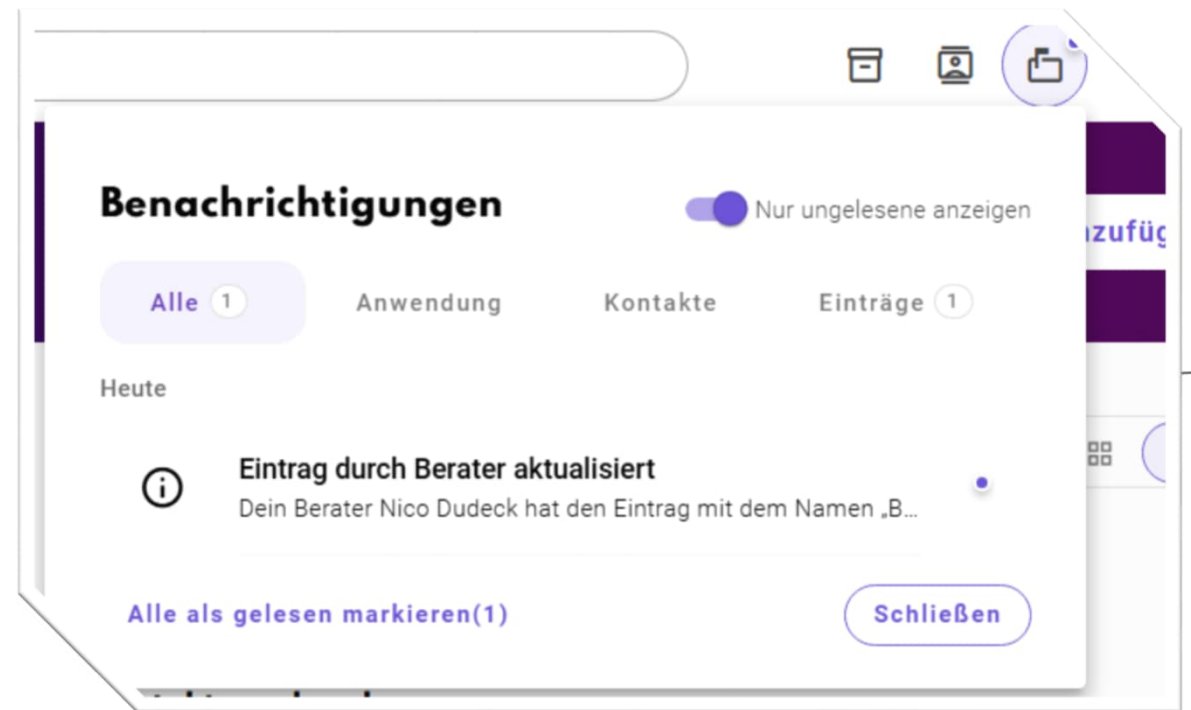 Benachrichtigungen
Nur ungelesene anzeigen
Alle 1
Anwendung
Kontakte
Einträge 1
Heute
Eintrag durch Berater aktualisiert
Dein Berater Nico Dudeck hat den Eintrag mit dem Namen „B...
Alle als gelesen markieren(1)
Schließen